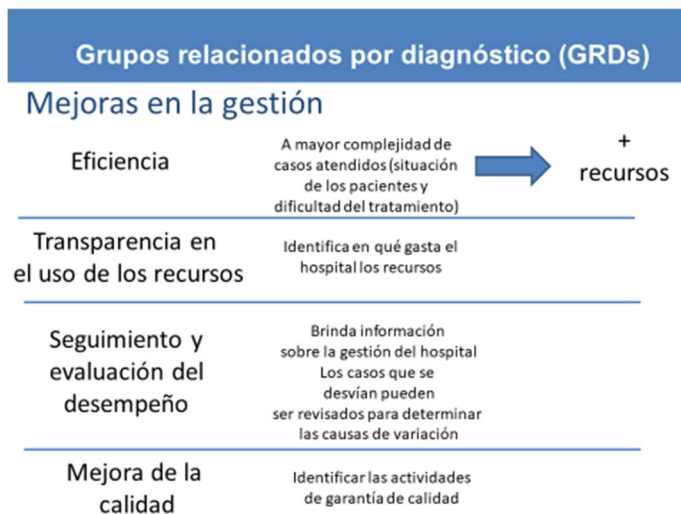 Grupos relacionados por diagnóstico (GRDs)
Mejoras en la gestión
Eficiencia
A mayor complejidad de
casos atendidos (situación
de los pacientes y
dificultad del tratamiento)
+
recursos
Transparencia en
el uso de los recursos
Identifica en qué gasta el
hospital los recursos
Seguimiento y
evaluación del
desempeño
Brinda información
sobre la gestión del hospital
Los casos que se
desvían pueden
ser revisados para determinar
las causas de variación
Mejora de la
calidad
Identificar las actividades
de garantía de calidad